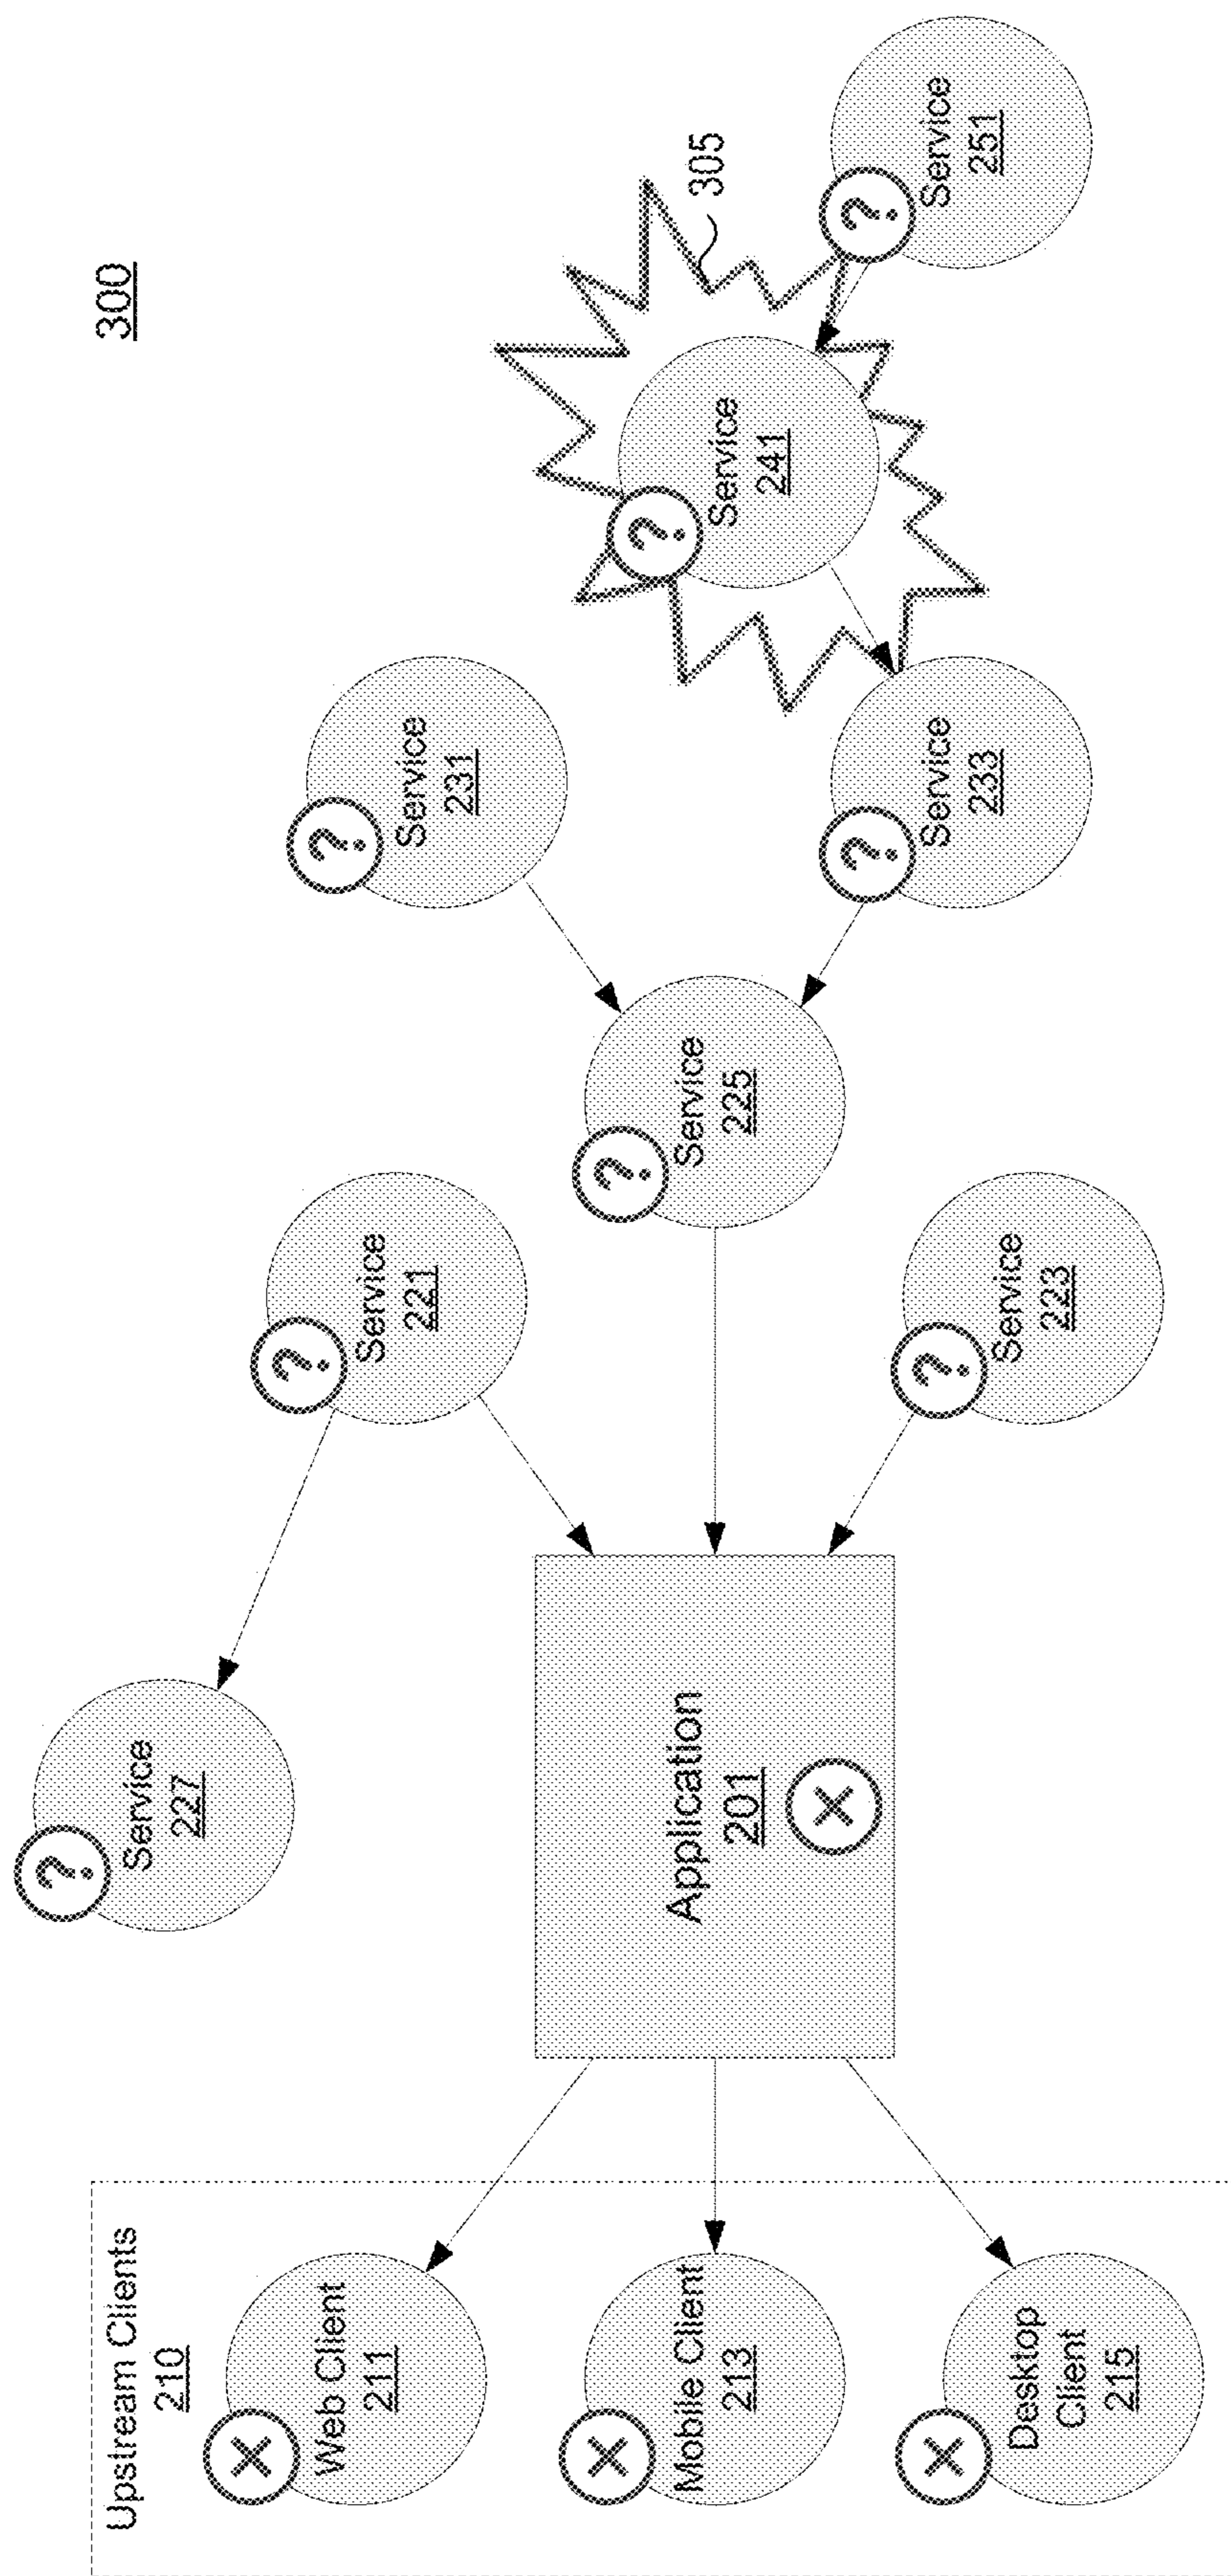 300
Upstream Clients
210
X
Web Client
211
X
Mobile Client
213
X
Desktop
Client
215
Application
201
X
?
Service
227
?
Service
221
?
Service
223
?
Service
225
?
Service
231
?
Service
233
?
Service
241
305
?
Service
251